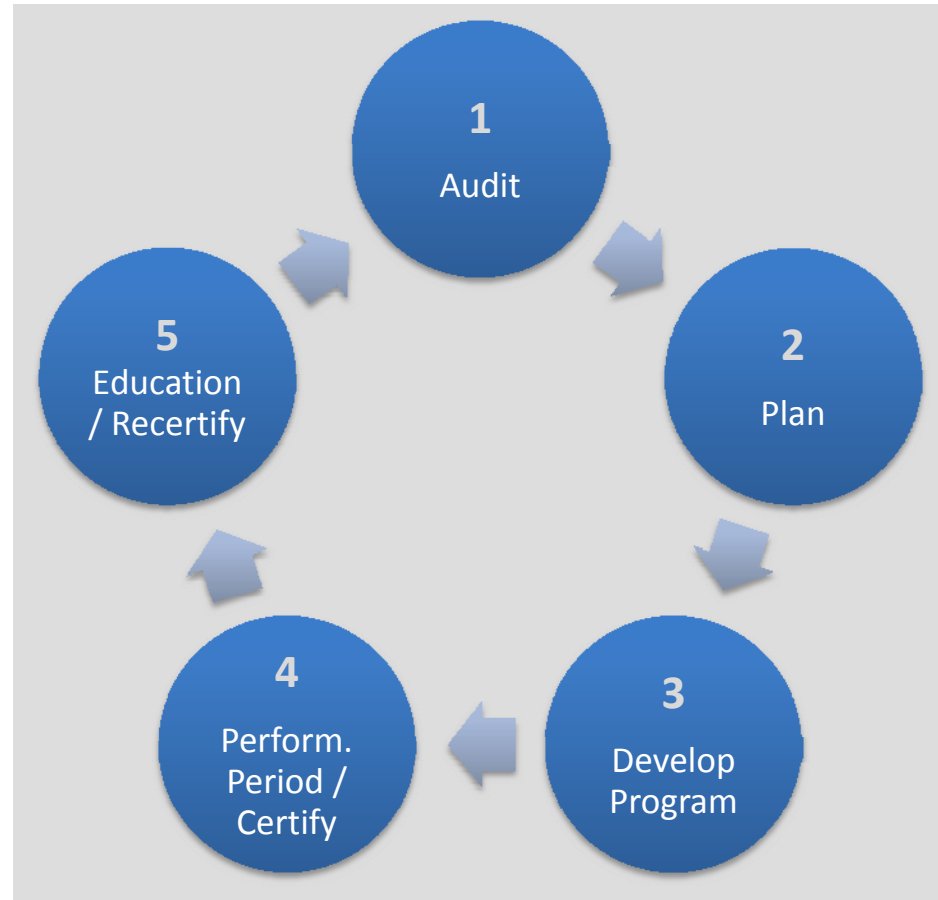 1
Audit
2
Plan
3
Develop
Program
4
Perform.
Period /
Certify
5
Education
/ Recertify